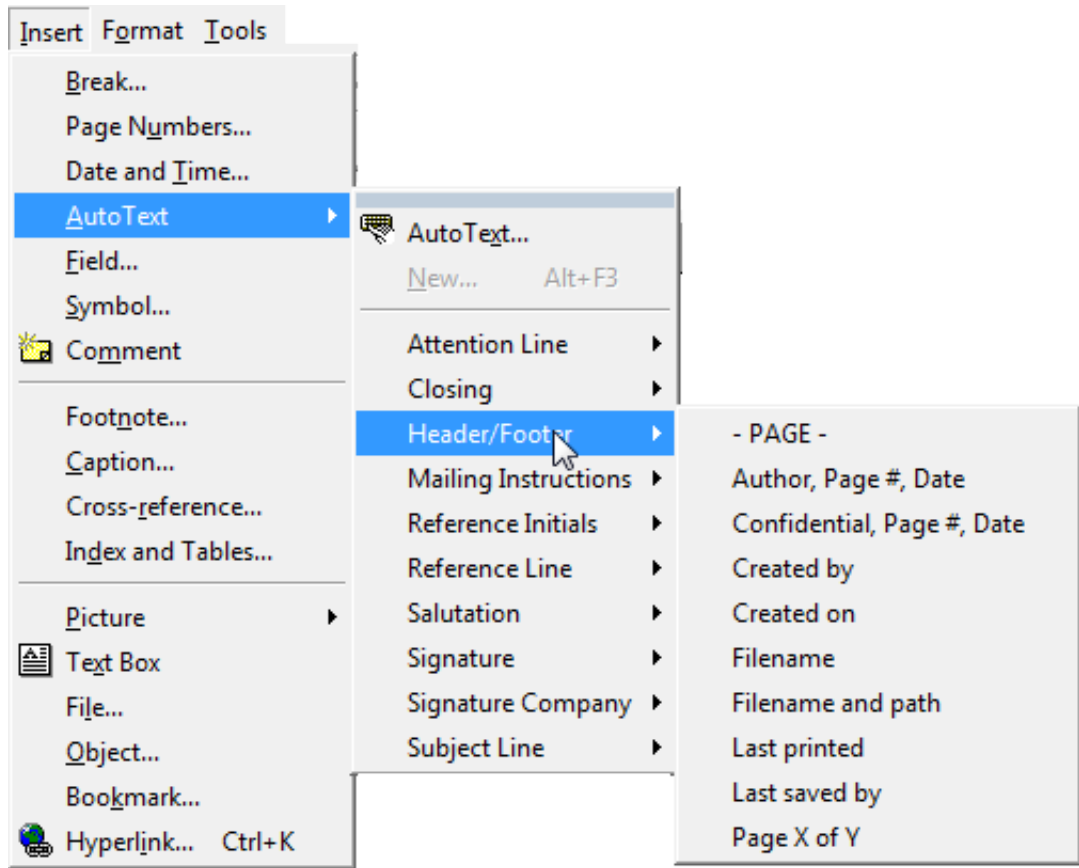 Insert Format Tools
Break...
Page Numbers...
Date and Time...
AutoText
Field...
Symbol...
Comment
Footnote...
Caption...
Cross-reference...
Index and Tables...
Picture
Text Box
File...
Object...
Bookmark...
Hyperlink... Ctrl+K
AutoText...
New... Alt+F3
Attention Line
Closing
Header/Footer
Mailing Instructions
Reference Initials
Reference Line
Salutation
Signature
Signature Company
Subject Line
- PAGE -
Author, Page #, Date
Confidential, Page #, Date
Created by
Created on
Filename
Filename and path
Last printed
Last saved by
Page X of Y